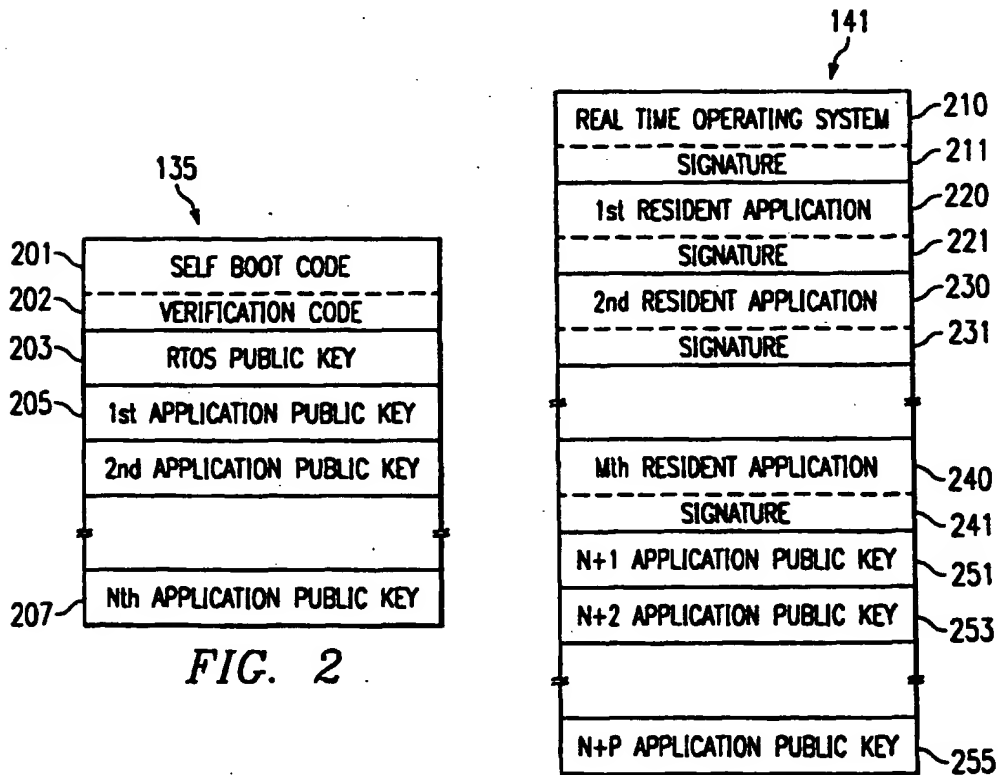 135
201
SELF BOOT CODE
202
VERIFICATION CODE
203
RTOS PUBLIC KEY
205
1st APPLICATION PUBLIC KEY
2nd APPLICATION PUBLIC KEY
207
Nth APPLICATION PUBLIC KEY
FIG. 2
141
REAL TIME OPERATING SYSTEM
210
SIGNATURE
211
1st RESIDENT APPLICATION
220
SIGNATURE
221
2nd RESIDENT APPLICATION
230
SIGNATURE
231
Mth RESIDENT APPLICATION
240
SIGNATURE
241
N+1 APPLICATION PUBLIC KEY
251
N+2 APPLICATION PUBLIC KEY
253
N+P APPLICATION PUBLIC KEY
255